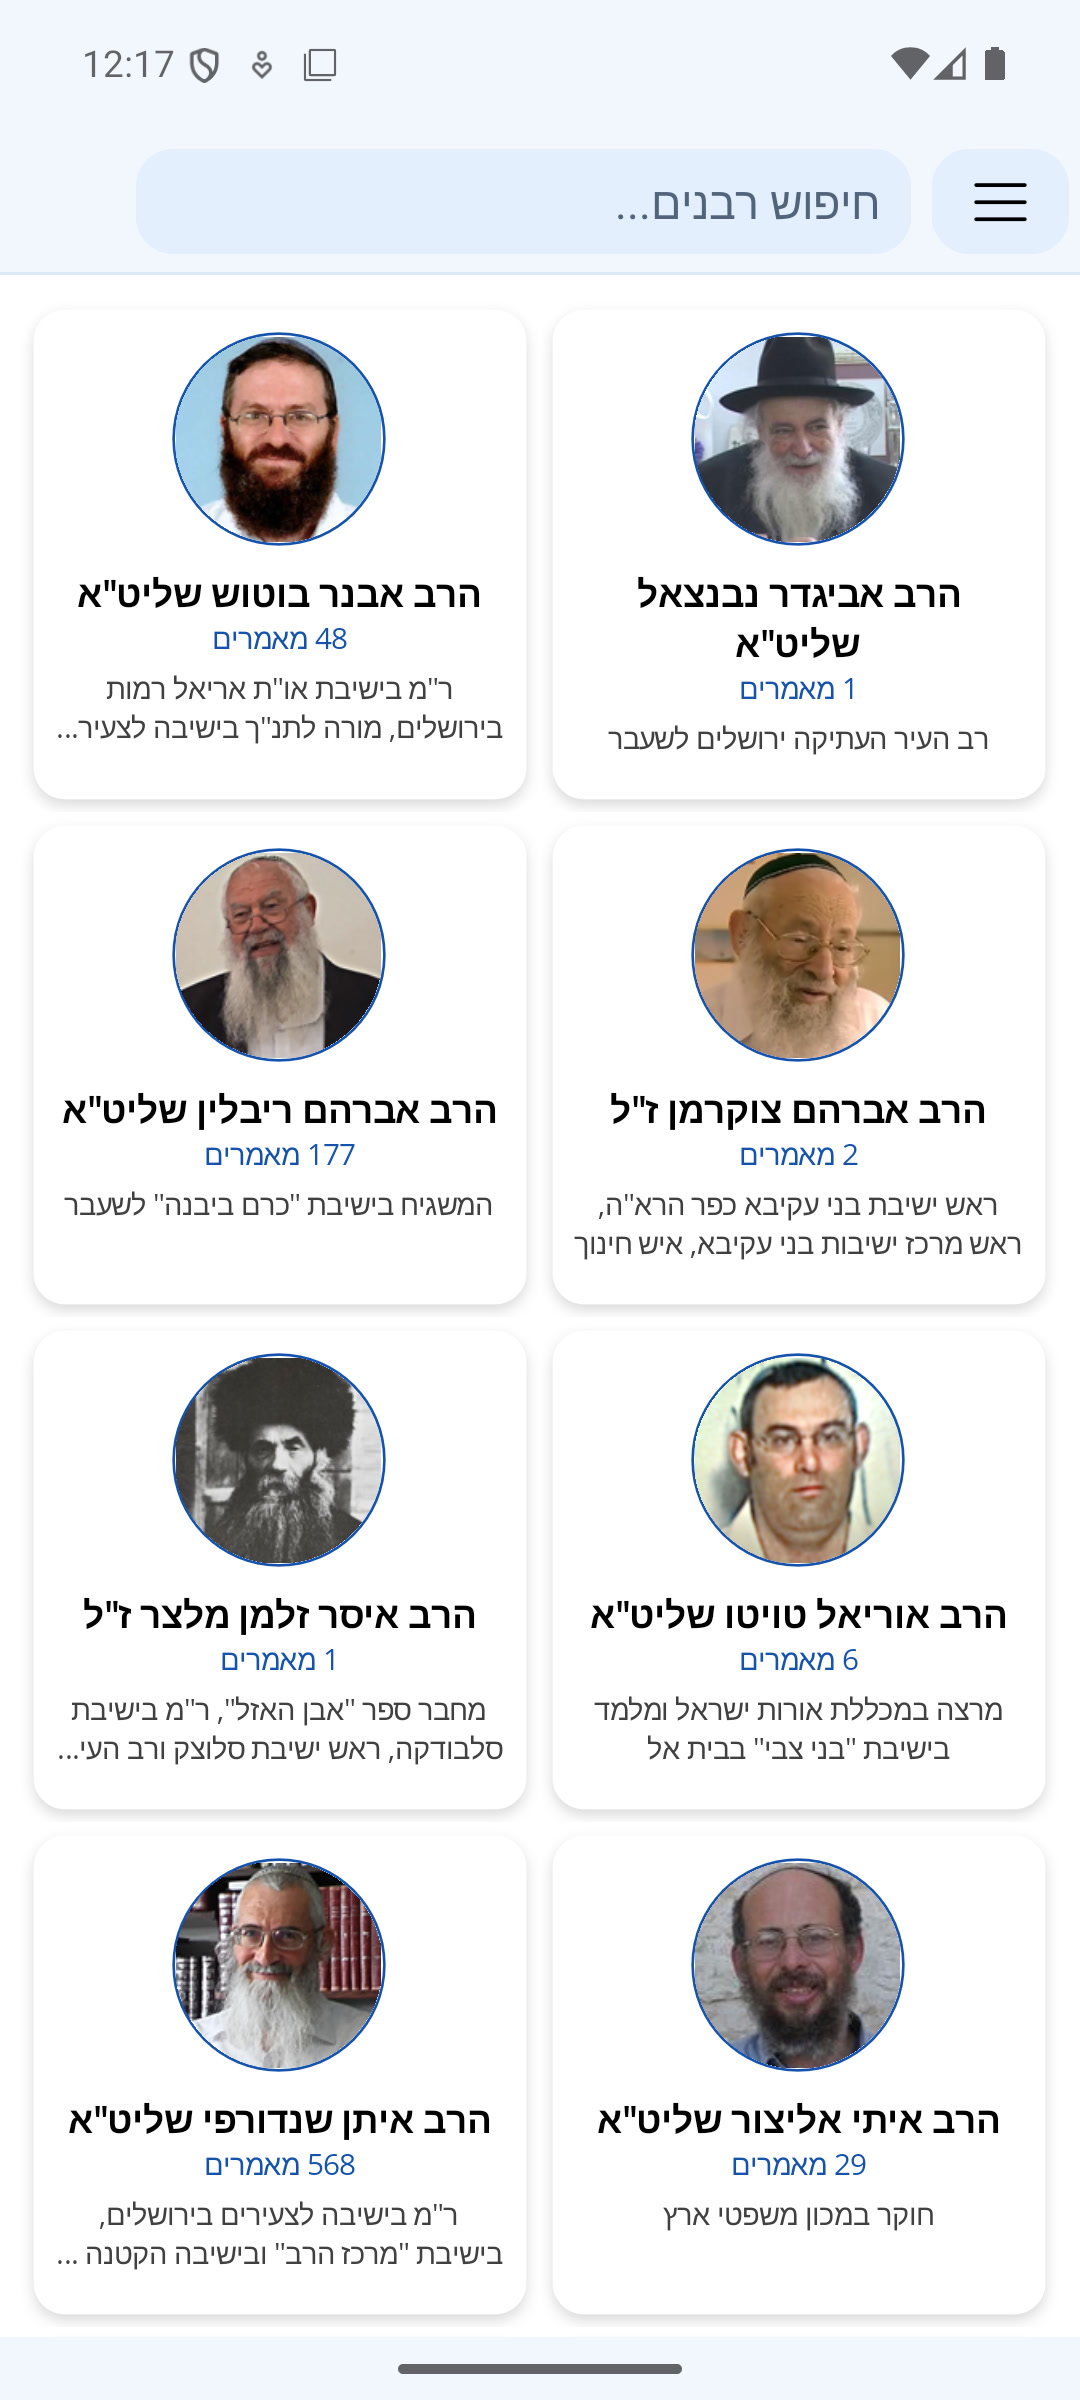 12:17
חיפוש רבנים...
הרב אביגדר נבנצאל
שליט"א
1 מאמרים
רב העיר העתיקה ירושלים לשעבר
הרב אבנר בוטוש שליט"א
48 מאמרים
ר"מ בישיבת או"ת אריאל רמות
בירושלים, מורה לתנ"ך בישיבה לצעיר...
הרב אברהם צוקרמן ז"ל
2 מאמרים
ראש ישיבת בני עקיבא כפר הרא"ה,
ראש מרכז ישיבות בני עקיבא, איש חינוך
הרב אברהם ריבלין שליט"א
177 מאמרים
המשגיח בישיבת "כרם ביבנה" לשעבר
הרב אוריאל טויטו שליט"א
6 מאמרים
מרצה במכללת אורות ישראל ומלמד
בישיבת "בני צבי" בבית אל
הרב איסר זלמן מלצר ז"ל
1 מאמרים
מחבר ספר "אבן האזל", ר"מ בישיבת
סלבודקה, ראש ישיבת סלוצק ורב העי...
הרב איתי אליצור שליט"א
29 מאמרים
חוקר במכון משפטי ארץ
הרב איתן שנדורפי שליט"א
568 מאמרים
ר"מ בישיבה לצעירים בירושלים,
בישיבת "מרכז הרב" ובישיבה הקטנה ...